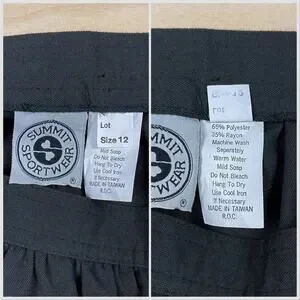 SUMMIT
S
SPORTWEAR
®
Lot
Size 12
Mild Soap
Do Not Bleach
Hang To Dry
Use Cool Iron
If Necessary
MADE IN TAIWAN
R.O.C.
SUMMIT
S
SPORTWEAR
®
65% Polyester
35% Rayon
Machine Wash
Separately
Warm Water
Mild Soap
Do Not Bleach
Hang To Dry
Use Cool Iron
If Necessary
MADE IN TAIWAN
R.O.C.